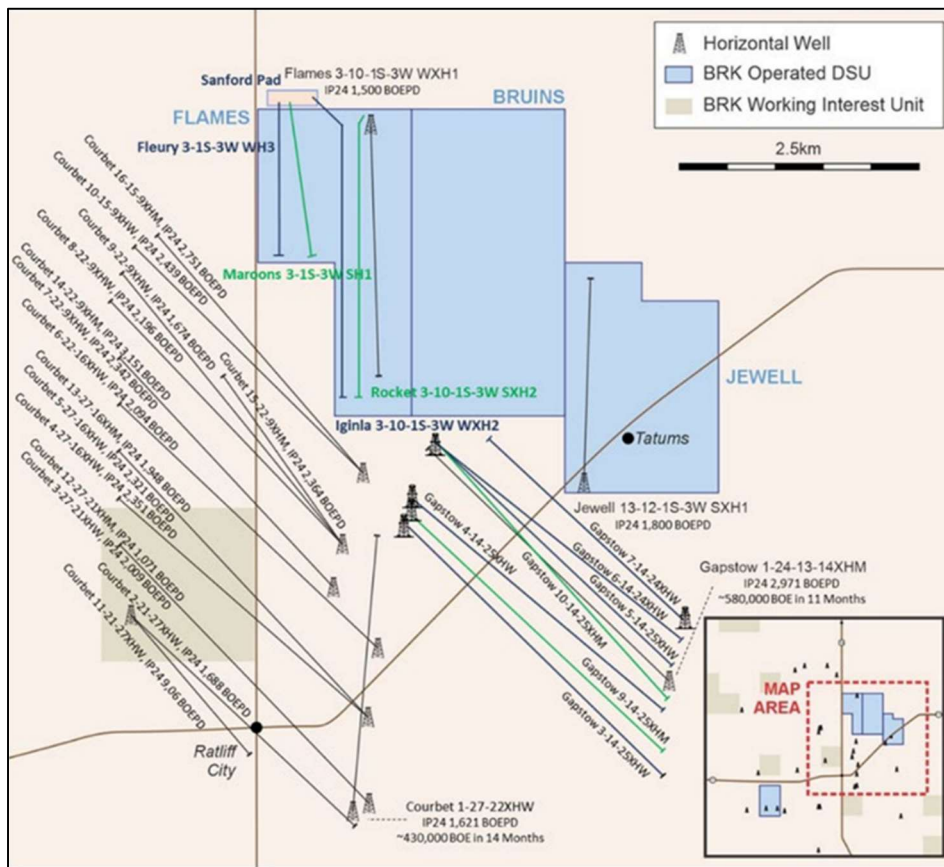 Sanford Pad
Flames 3-10-1S-3W WXH1
IP24 1,500 BOEPD
BRUINS
FLAMES
Fleury 3-1S-3W WH3
Maroons 3-1S-3W SH1
Rocket 3-10-1S-3W SXH2
Iginla 3-10-1S-3W WXH2
JEWELL
Tatums
Jewell 13-12-1S-3W SXH1
IP24 1,800 BOEPD
Horizontal Well
BRK Operated DSU
BRK Working Interest Unit
2.5km
Courbet 16-15-9XHM, IP24 2,751 BOEPD
Courbet 10-15-9XHW, IP24 2,439 BOEPD
Courbet 9-22-9XHW, IP24 1,674 BOEPD
Courbet 8-22-9XHW, IP24 2,196 BOEPD
Courbet 15-22-9XHM, IP24 2,364 BOEPD
Courbet 14-22-9XHM, IP24 3,151 BOEPD
Courbet 7-22-9XHW, IP24 2,342 BOEPD
Courbet 6-22-16XHW, IP24 2,094 BOEPD
Courbet 13-27-16XHM, IP24 1,948 BOEPD
Courbet 5-27-16XHW, IP24 2,321 BOEPD
Courbet 4-27-16XHW, IP24 2,351 BOEPD
Courbet 12-27-21XHM, IP24 1,071 BOEPD
Courbet 3-27-21XHW, IP24 2,009 BOEPD
Courbet 2-21-27XHW, IP24 1,688 BOEPD
Courbet 11-21-27XHW, IP24 9,06 BOEPD
Gapstow 7-14-24XHW
Gapstow 6-14-24XHW
Gapstow 5-14-25XHW
Gapstow 4-14-25XHW
Gapstow 10-14-25XHM
Gapstow 9-14-25XHM
Gapstow 3-14-25XHW
Gapstow 1-24-13-14XHM
IP24 2,971 BOEPD
~580,000 BOE in 11 Months
Ratliff
City
Courbet 1-27-22XHW
IP24 1,621 BOEPD
~430,000 BOE in 14 Months
MAP
AREA